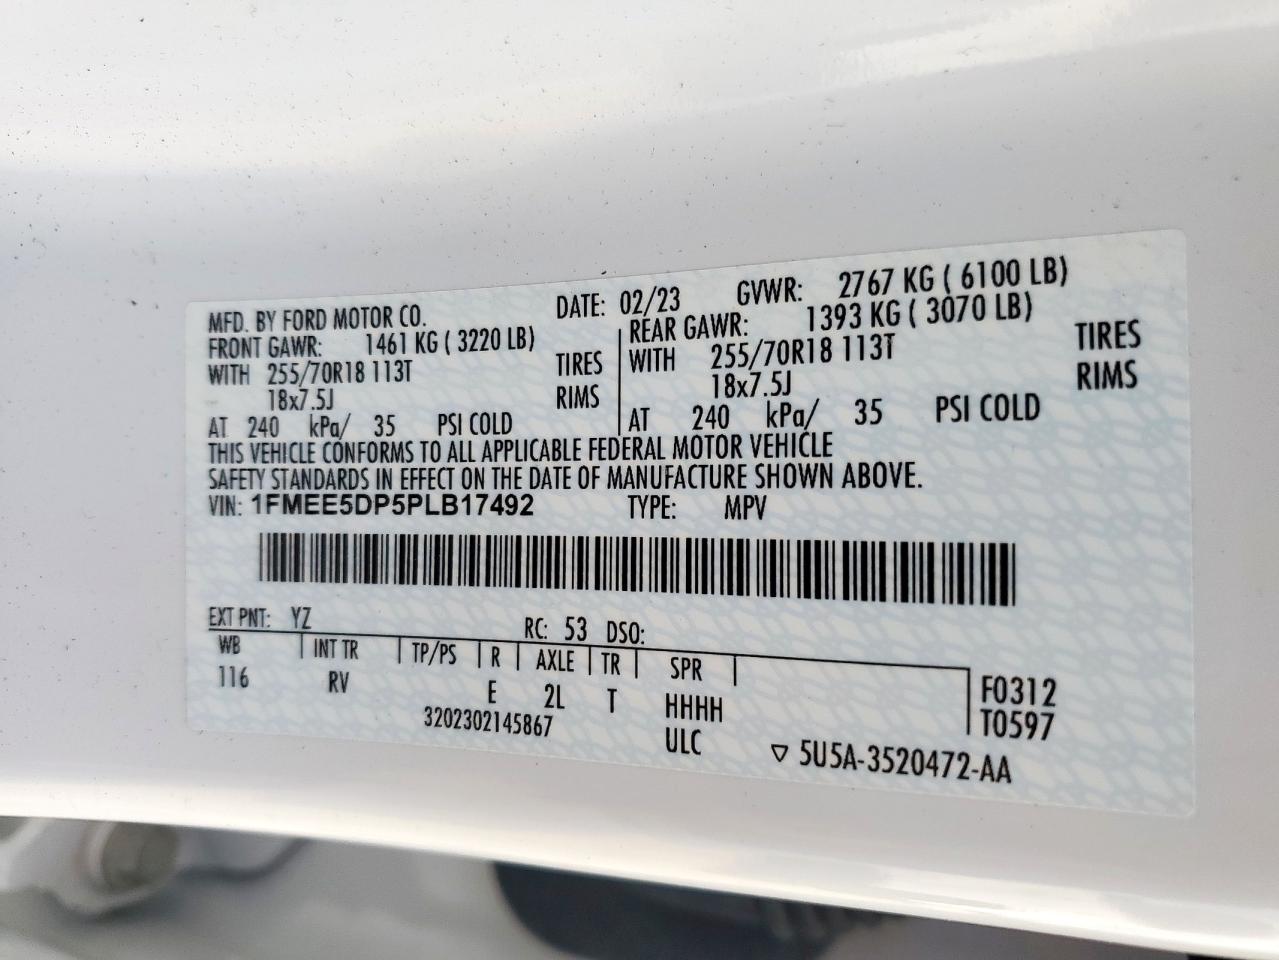 MFD. BY FORD MOTOR CO. DATE: 02/23 GVWR: 2767 KG ( 6100 LB)
FRONT GAWR: 1461 KG ( 3220 LB) REAR GAWR: 1393 KG ( 3070 LB)
WITH 255/70R18 113T TIRES WITH 255/70R18 113T TIRES
18x7.5J RIMS 18x7.5J RIMS
AT 240 kPa/ 35 PSI COLD AT 240 kPa/ 35 PSI COLD
THIS VEHICLE CONFORMS TO ALL APPLICABLE FEDERAL MOTOR VEHICLE
SAFETY STANDARDS IN EFFECT ON THE DATE OF MANUFACTURE SHOWN ABOVE.
VIN: 1FMEE5DP5PLB17492 TYPE: MPV
EXT PNT: YZ RC: 53 DSO:
WB INT TR TP/PS R AXLE TR SPR
116 RV E 2L T HHHH F0312
3202302145867 ULC T0597
▽ 5U5A-3520472-AA